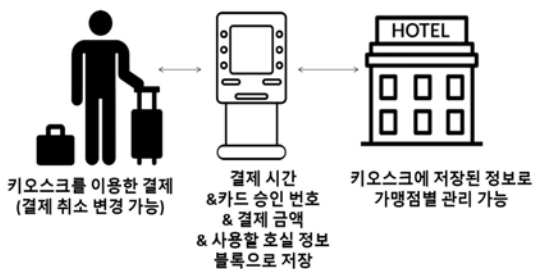 HOTEL
키오스크를 이용한 결제
(결제 취소 변경 가능)
결제 시간
&카드 승인 번호
& 결제 금액
& 사용할 호실 정보
블록으로 저장
키오스크에 저장된 정보로
가맹점별 관리 가능